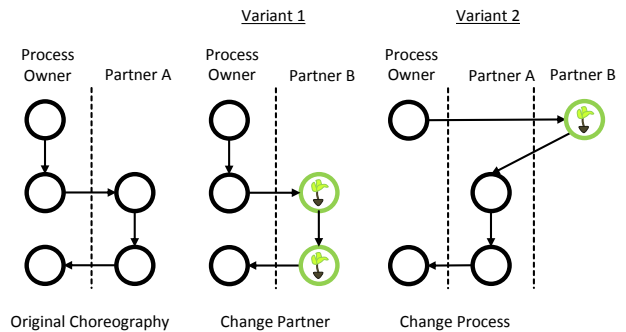 Variant 1
Variant 2
Process Owner
Partner A
Process Owner
Partner B
Process Owner
Partner A
Partner B
Original Choreography
Change Partner
Change Process